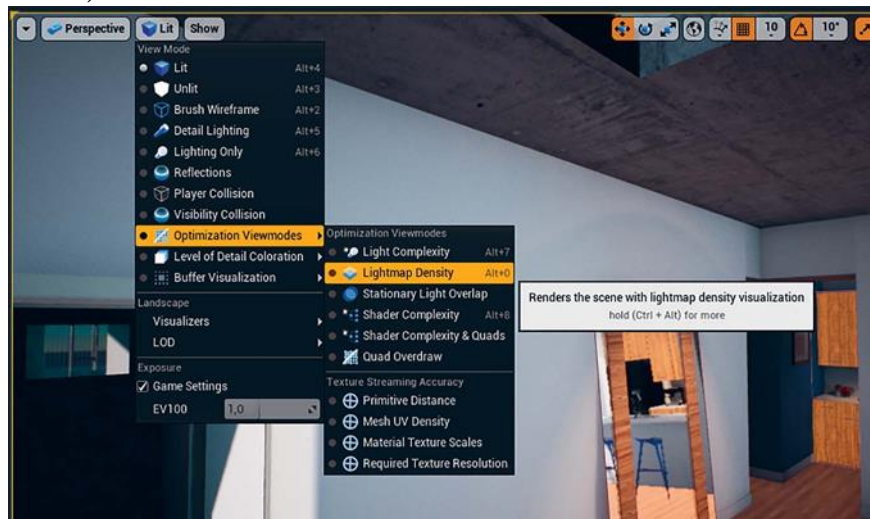 Perspective Lit Show 10 10°
View Mode
Lit Alt+4
Unlit Alt+3
Brush Wireframe Alt+2
Detail Lighting Alt+5
Lighting Only Alt+6
Reflections
Player Collision
Visibility Collision
Optimization Viewmodes
Level of Detail Coloration
Buffer Visualization
Landscape
Visualizers
LOD
Exposure
Game Settings
EV100 1,0
Optimization Viewmodes
Light Complexity Alt+7
Lightmap Density Alt+0
Stationary Light Overlap
Shader Complexity Alt+8
Shader Complexity & Quads
Quad Overdraw
Texture Streaming Accuracy
Primitive Distance
Mesh UV Density
Material Texture Scales
Required Texture Resolution
Renders the scene with lightmap density visualization
hold (Ctrl + Alt) for more